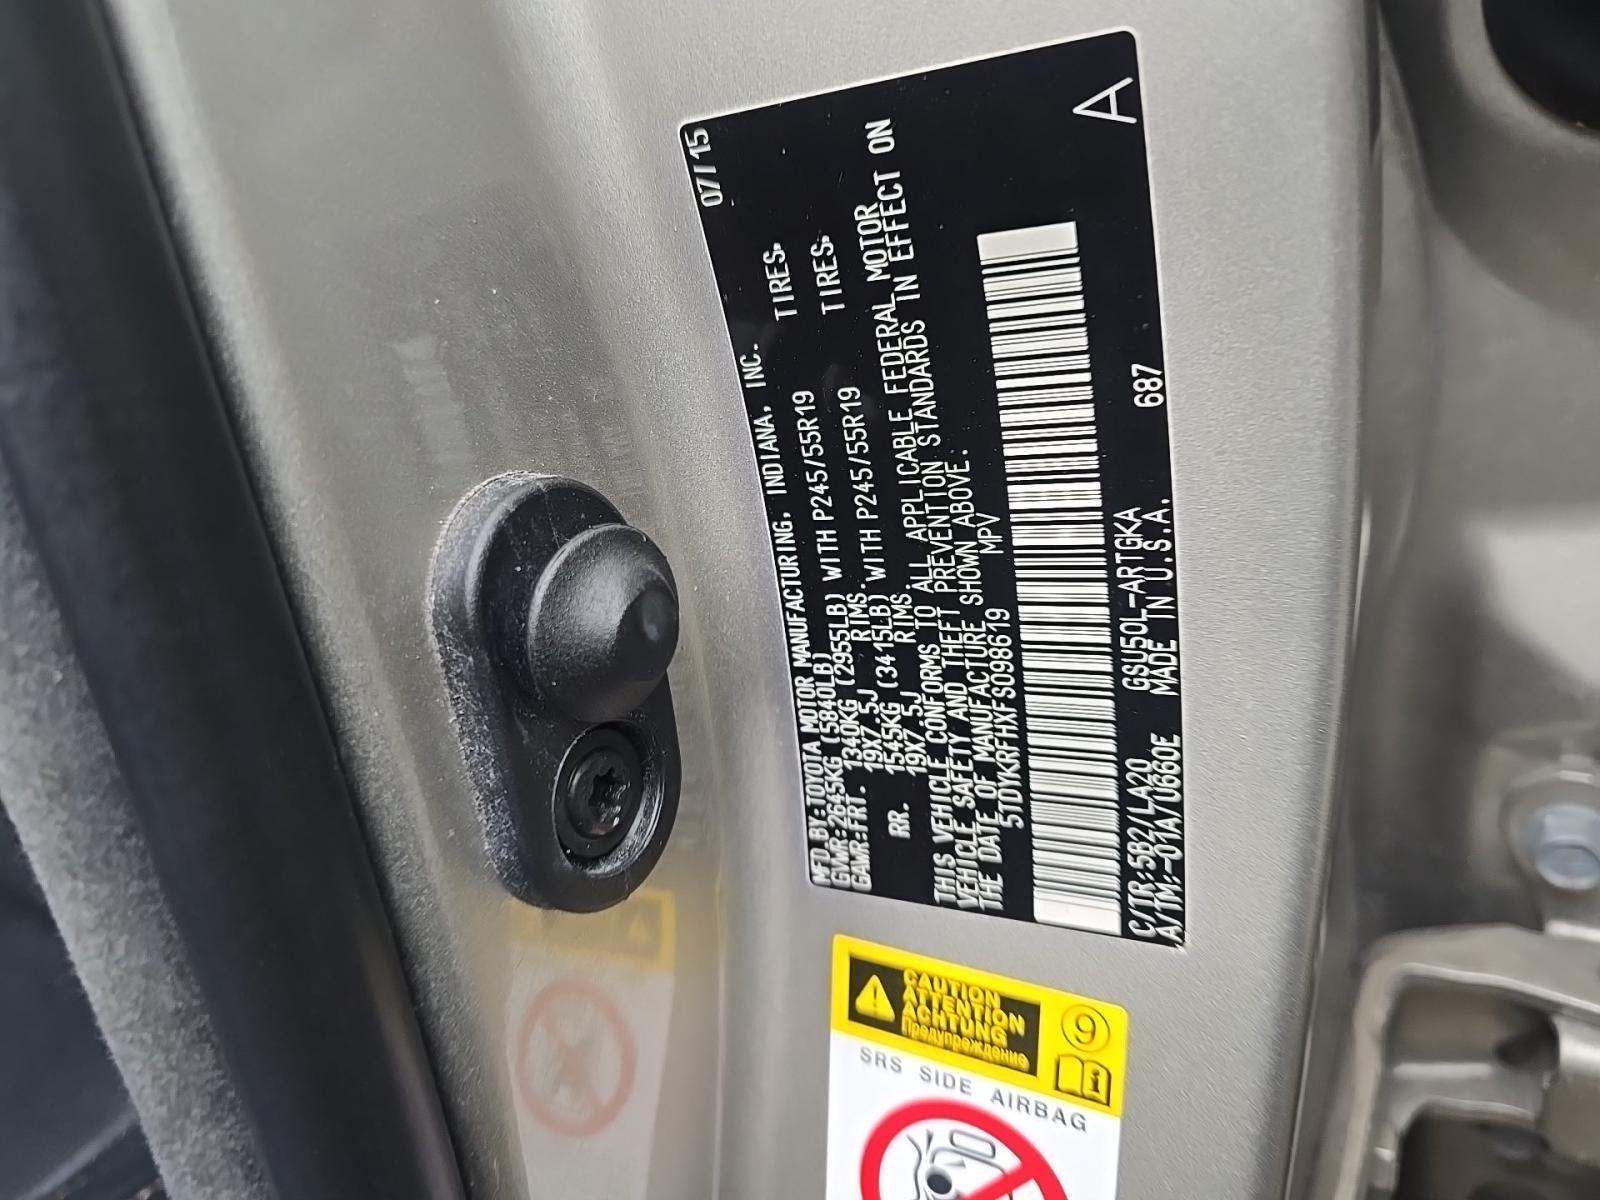 MFD. BY: TOYOTA MOTOR MANUFACTURING, INDIANA, INC. 07/15
GVWR: 2645KG (5840LB)
GAWR: FRT. 1340KG (2955LB) WITH P245/55R19 TIRES,
19X7.5J RIMS.
RR. 1545KG (3415LB) WITH P245/55R19 TIRES,
19X7.5J RIMS.
THIS VEHICLE CONFORMS TO ALL APPLICABLE FEDERAL MOTOR
VEHICLE SAFETY AND THEFT PREVENTION STANDARDS IN EFFECT ON
THE DATE OF MANUFACTURE SHOWN ABOVE.
5TDYKRFHXFS098619 MPV
C/TR: 5B2/LA20 GSU50L-ARTGKA 687
A/TM: -01A/U660E MADE IN U.S.A.
A
CAUTION
ATTENTION
ACHTUNG
Предупреждение
9
i
SRS SIDE AIRBAG